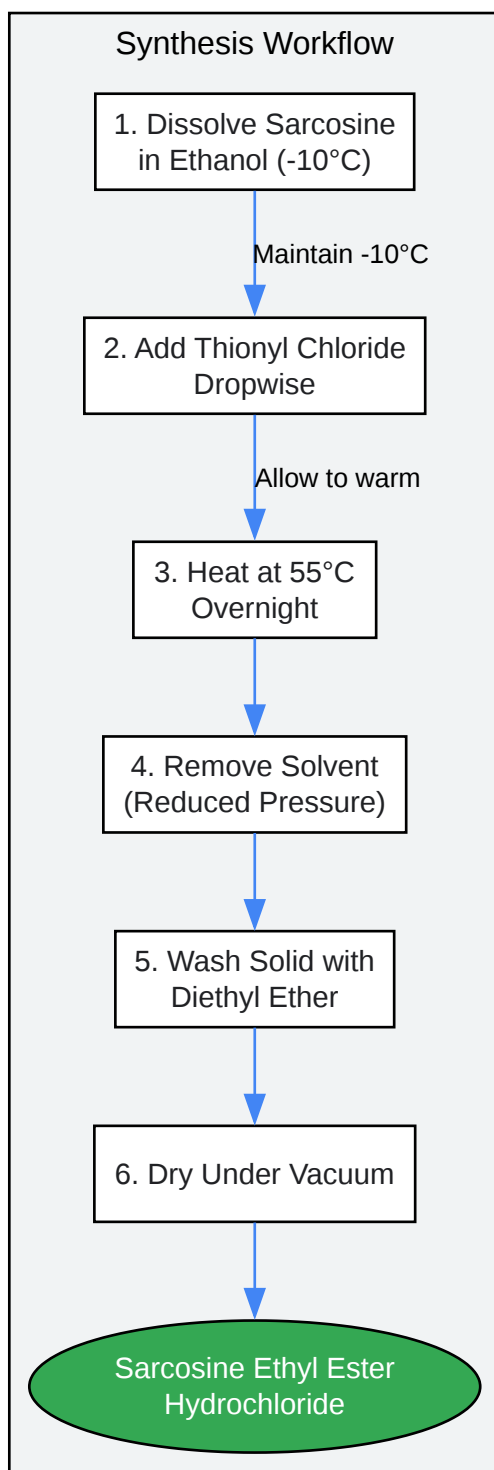 Synthesis Workflow
1. Dissolve Sarcosine
in Ethanol (-10°C)
Maintain -10°C
2. Add Thionyl Chloride
Dropwise
Allow to warm
3. Heat at 55°C
Overnight
4. Remove Solvent
(Reduced Pressure)
5. Wash Solid with
Diethyl Ether
6. Dry Under Vacuum
Sarcosine Ethyl Ester
Hydrochloride